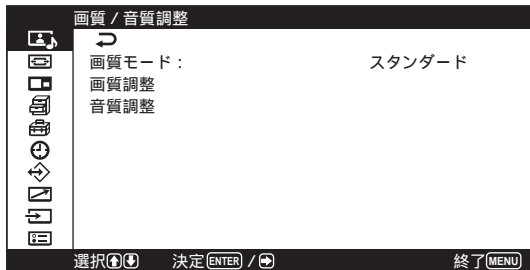 画質 / 音質調整
画質モード : スタンダード
画質調整
音質調整
選択 決定 ENTER / 終了 MENU